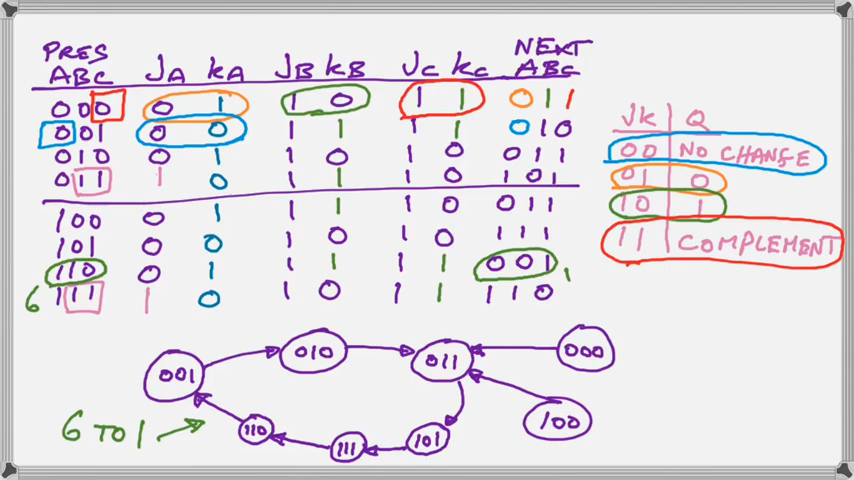 PRES NEXT
ABC JA KA JB KB JC KC ABC
000 0 1 1 0 1 1 0 1 1
001 0 0 1 1 1 1 0 1 0
010 0 1 1 0 1 0 0 1 1
011 1 0 1 1 1 0 1 0 1
100 0 1 1 1 1 0 0 1 1
101 0 0 1 0 1 0 1 1 1
110 0 1 1 1 1 1 0 0 1 1
6 111 1 0 1 0 1 1 1 1 0
JK Q
00 NO CHANGE
01 0
10 1
11 COMPLEMENT
001 010 011 000
6 TO 1 110 111 101 100